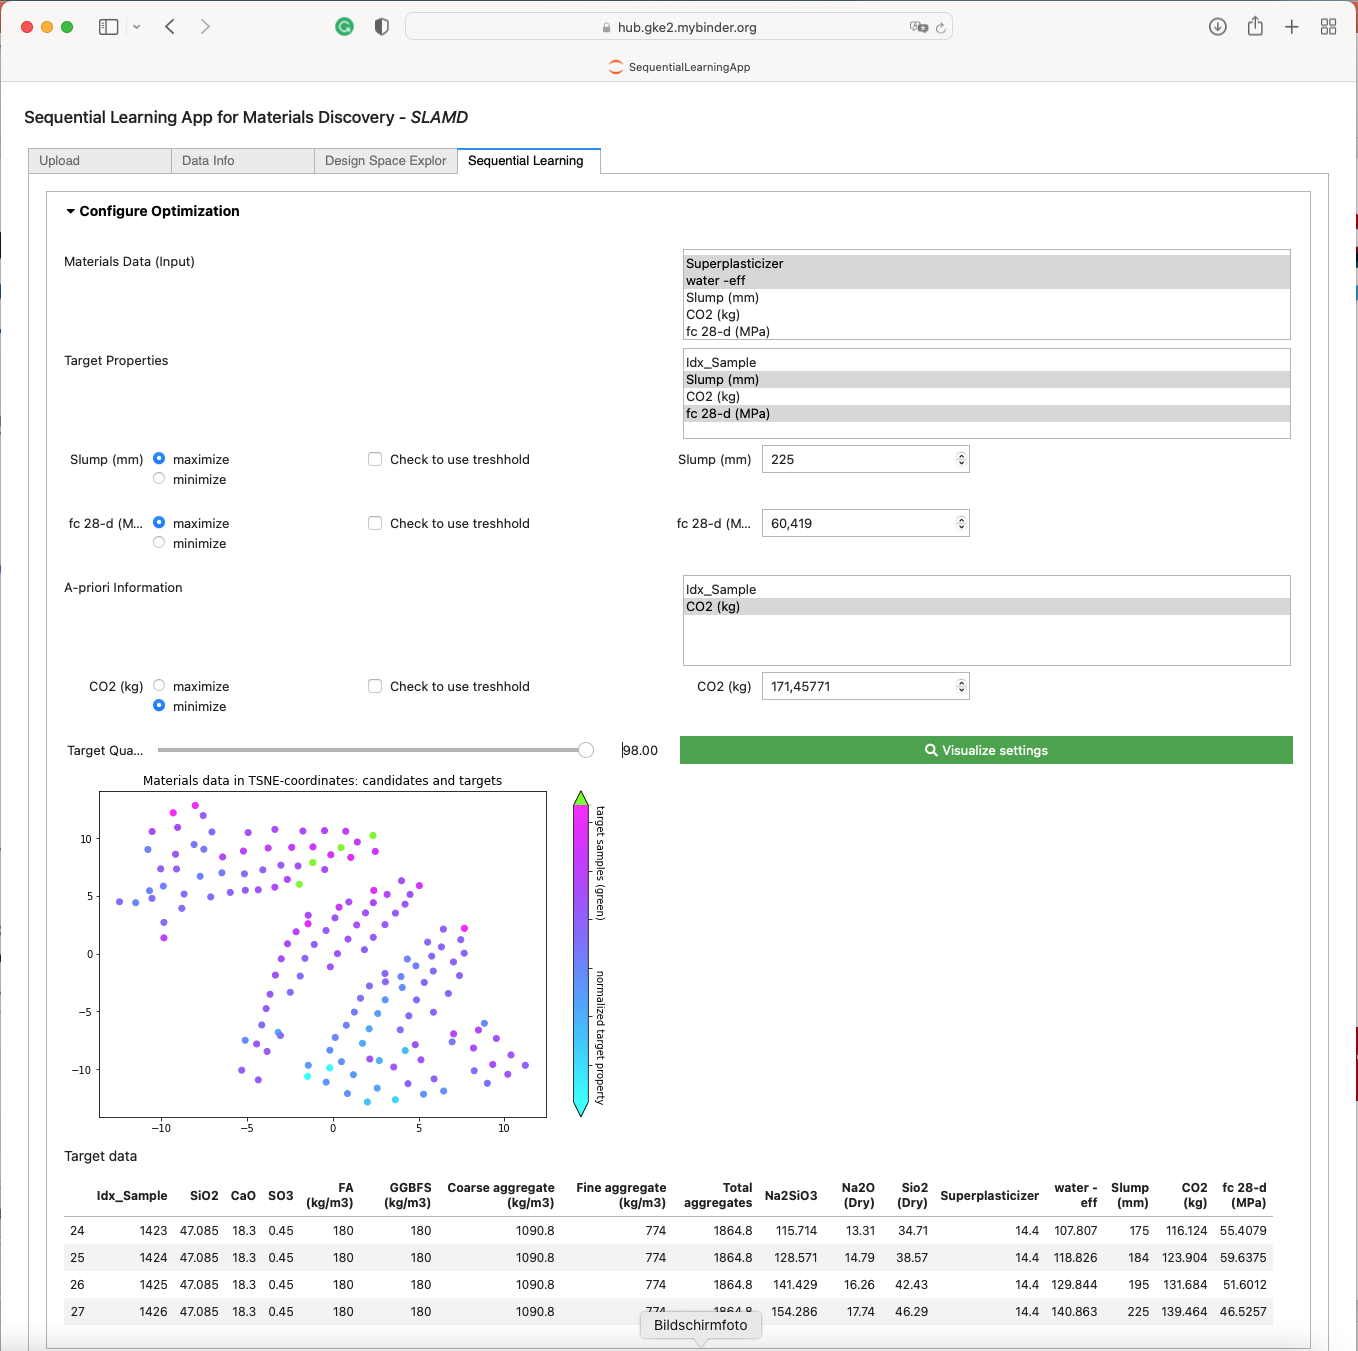 hub.gke2.mybinder.org
SequentialLearningApp
Sequential Learning App for Materials Discovery - SLAMD
Upload Data Info Design Space Explor Sequential Learning
Configure Optimization
Materials Data (Input)
Superplasticizer
water -eff
Slump (mm)
CO2 (kg)
fc 28-d (MPa)
Target Properties
Idx_Sample
Slump (mm)
CO2 (kg)
fc 28-d (MPa)
Slump (mm) maximize Check to use treshhold Slump (mm) 225
minimize
fc 28-d (M... maximize Check to use treshhold fc 28-d (M... 60,419
minimize
A-priori Information
Idx_Sample
CO2 (kg)
CO2 (kg) maximize Check to use treshhold CO2 (kg) 171,45771
minimize
Target Qua... 98.00 Visualize settings
Materials data in TSNE-coordinates: candidates and targets
10
5
0
−5
−10
−10 −5 0 5 10
target samples (green)
normalized target property
Target data
Idx_Sample SiO2 CaO SO3 FA (kg/m3) GGBFS (kg/m3) Coarse aggregate (kg/m3) Fine aggregate (kg/m3) Total aggregates Na2SiO3 Na2O (Dry) Sio2 (Dry) Superplasticizer water - eff Slump (mm) CO2 (kg) fc 28-d (MPa)
24 1423 47.085 18.3 0.45 180 180 1090.8 774 1864.8 115.714 13.31 34.71 14.4 107.807 175 116.124 55.4079
25 1424 47.085 18.3 0.45 180 180 1090.8 774 1864.8 128.571 14.79 38.57 14.4 118.826 184 123.904 59.6375
26 1425 47.085 18.3 0.45 180 180 1090.8 774 1864.8 141.429 16.26 42.43 14.4 129.844 195 131.684 51.6012
27 1426 47.085 18.3 0.45 180 180 1090.8 774 1864.8 154.286 17.74 46.29 14.4 140.863 225 139.464 46.5257
Bildschirmfoto